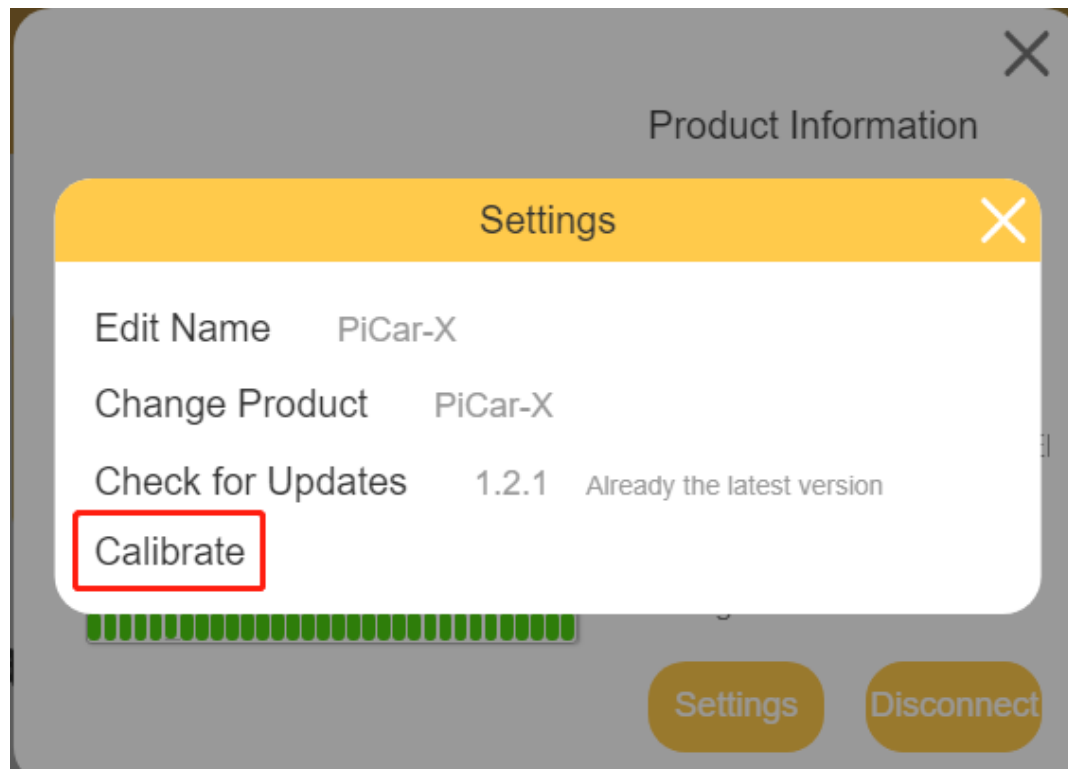 Product Information
Settings
Edit Name PiCar-X
Change Product PiCar-X
Check for Updates 1.2.1 Already the latest version
Calibrate
Settings Disconnect